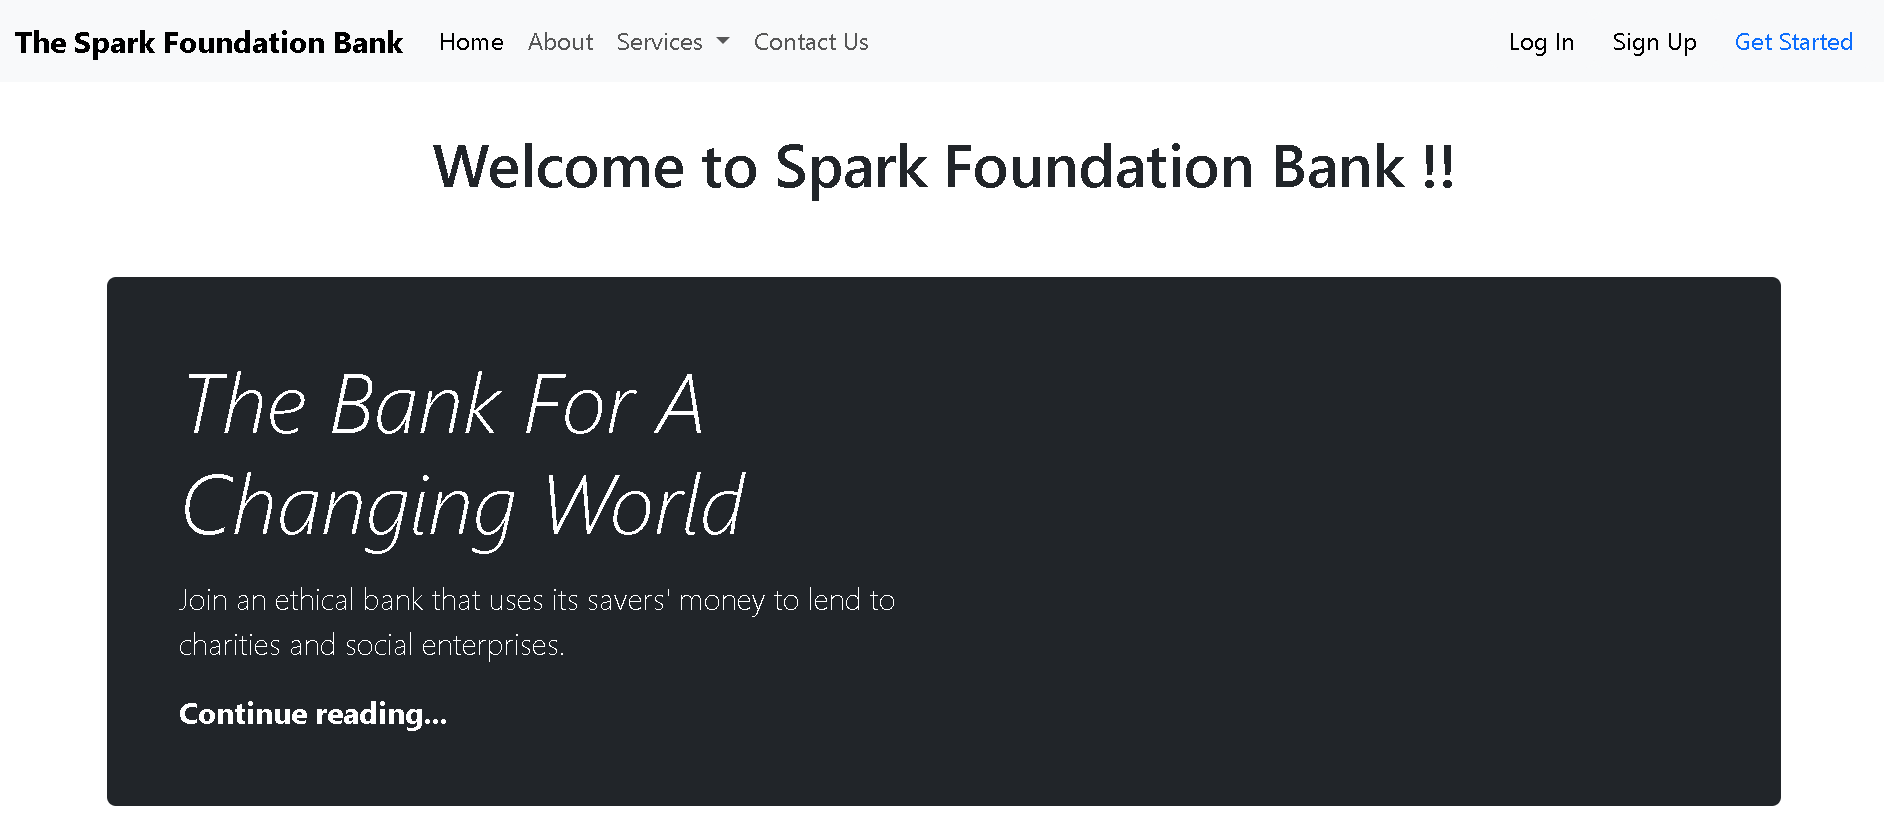 The Spark Foundation Bank Home About Services Contact Us Log In Sign Up Get Started
Welcome to Spark Foundation Bank !!
The Bank For A
Changing World
Join an ethical bank that uses its savers' money to lend to
charities and social enterprises.
Continue reading...